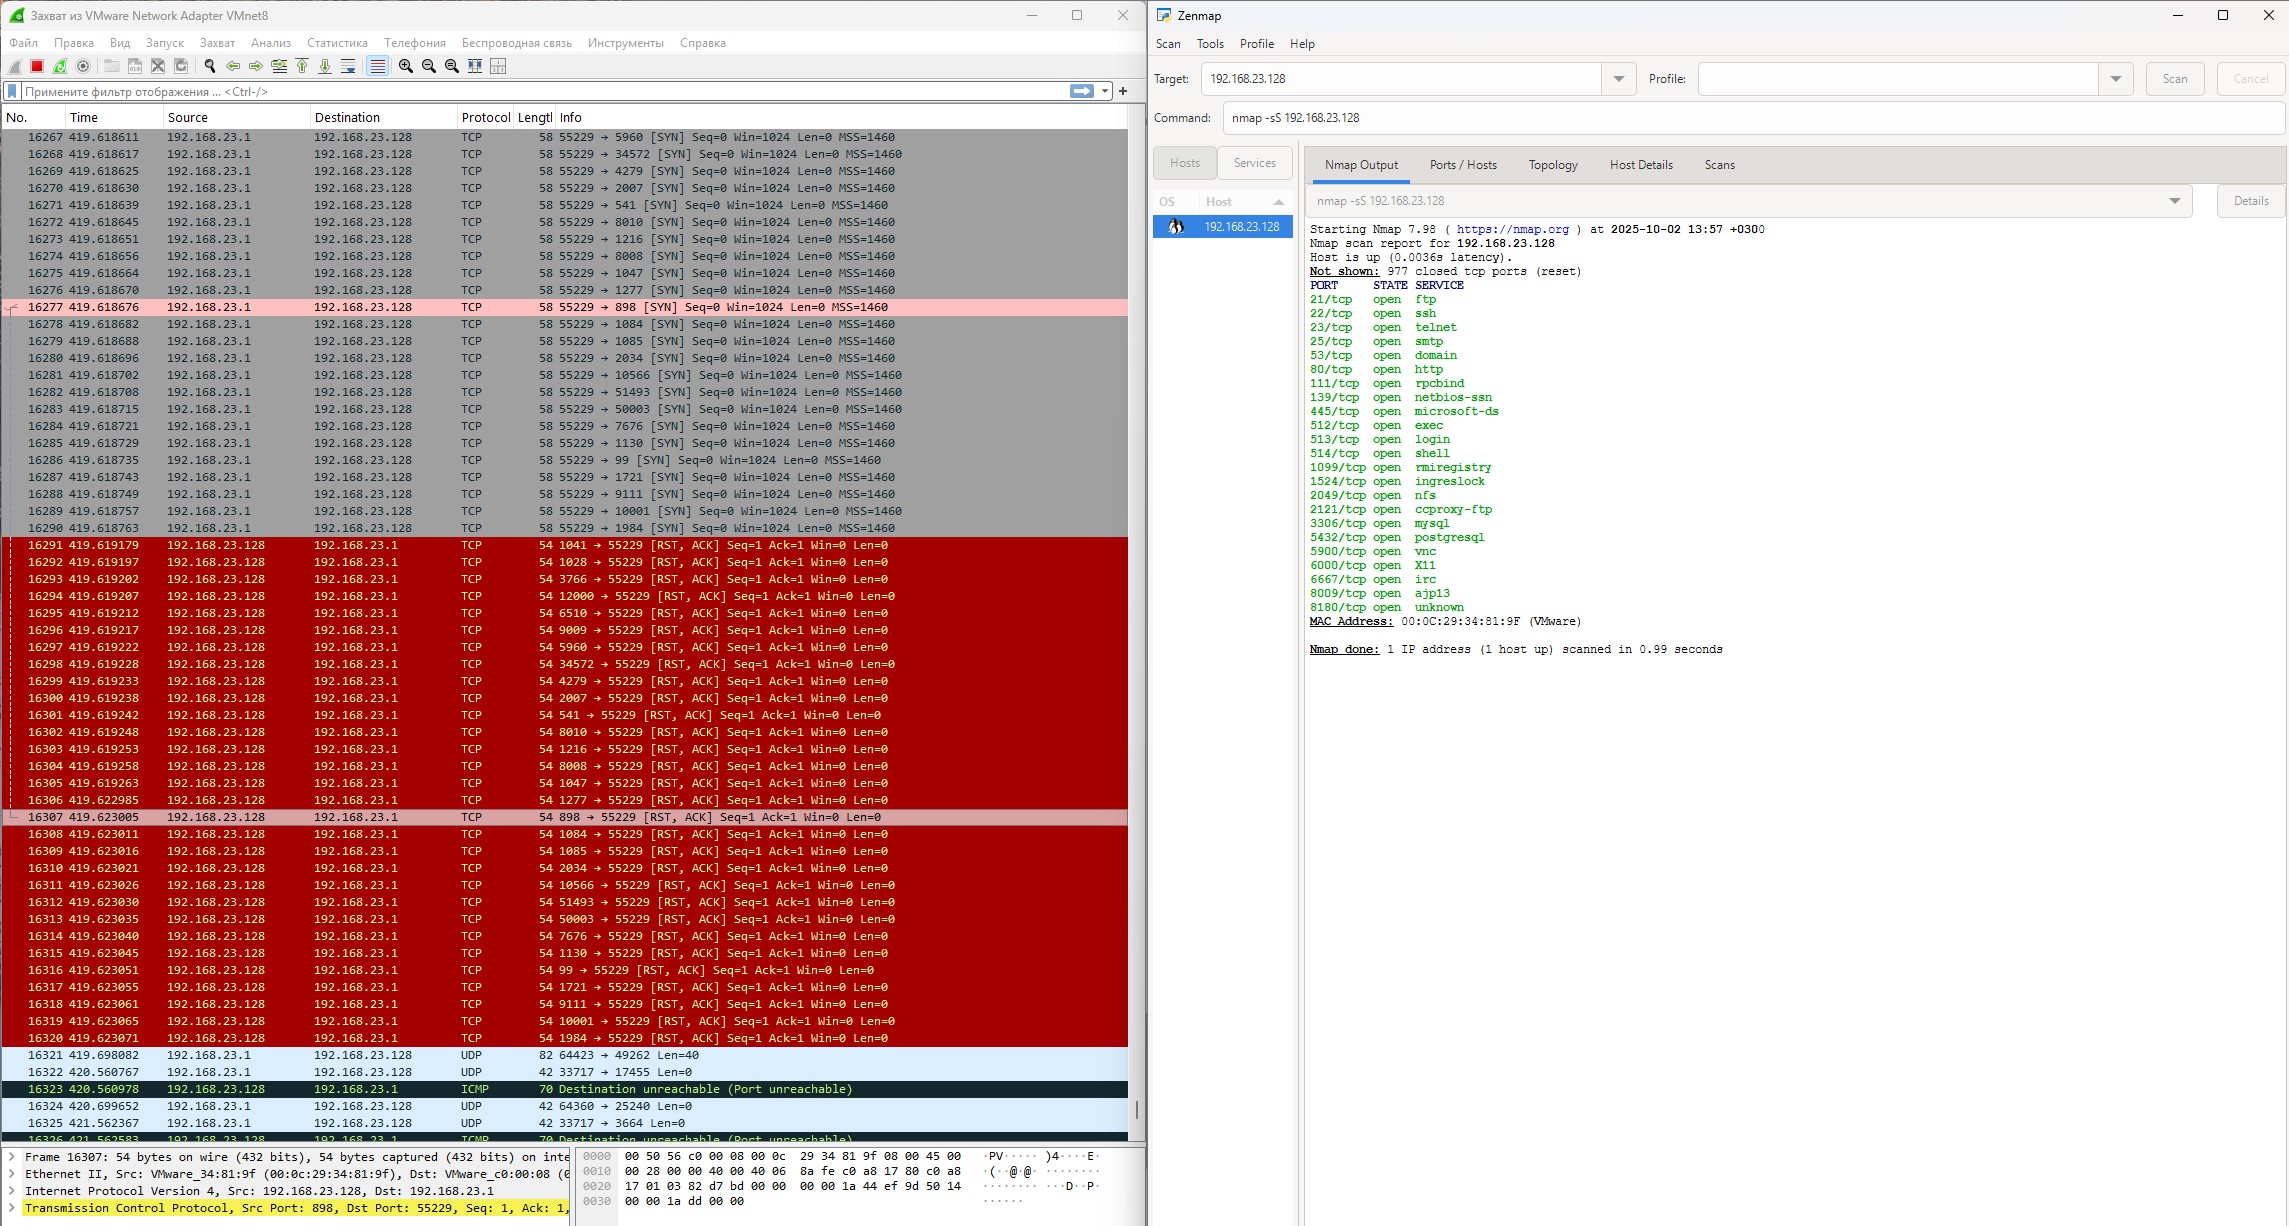 Захват из VMware Network Adapter VMnet8
Файл Правка Вид Запуск Захват Анализ Статистика Телефония Беспроводная связь Инструменты Справка
Примените фильтр отображения ... <Ctrl-/>
No. Time Source Destination Protocol Lengtl Info
16267 419.618611 192.168.23.1 192.168.23.128 TCP 58 55229 → 5960 [SYN] Seq=0 Win=1024 Len=0 MSS=1460
16268 419.618617 192.168.23.1 192.168.23.128 TCP 58 55229 → 34572 [SYN] Seq=0 Win=1024 Len=0 MSS=1460
16269 419.618625 192.168.23.1 192.168.23.128 TCP 58 55229 → 4279 [SYN] Seq=0 Win=1024 Len=0 MSS=1460
16270 419.618630 192.168.23.1 192.168.23.128 TCP 58 55229 → 2007 [SYN] Seq=0 Win=1024 Len=0 MSS=1460
16271 419.618639 192.168.23.1 192.168.23.128 TCP 58 55229 → 541 [SYN] Seq=0 Win=1024 Len=0 MSS=1460
16272 419.618645 192.168.23.1 192.168.23.128 TCP 58 55229 → 8010 [SYN] Seq=0 Win=1024 Len=0 MSS=1460
16273 419.618651 192.168.23.1 192.168.23.128 TCP 58 55229 → 1216 [SYN] Seq=0 Win=1024 Len=0 MSS=1460
16274 419.618656 192.168.23.1 192.168.23.128 TCP 58 55229 → 8008 [SYN] Seq=0 Win=1024 Len=0 MSS=1460
16275 419.618664 192.168.23.1 192.168.23.128 TCP 58 55229 → 1047 [SYN] Seq=0 Win=1024 Len=0 MSS=1460
16276 419.618670 192.168.23.1 192.168.23.128 TCP 58 55229 → 1277 [SYN] Seq=0 Win=1024 Len=0 MSS=1460
16277 419.618676 192.168.23.1 192.168.23.128 TCP 58 55229 → 898 [SYN] Seq=0 Win=1024 Len=0 MSS=1460
16278 419.618682 192.168.23.1 192.168.23.128 TCP 58 55229 → 1084 [SYN] Seq=0 Win=1024 Len=0 MSS=1460
16279 419.618688 192.168.23.1 192.168.23.128 TCP 58 55229 → 1085 [SYN] Seq=0 Win=1024 Len=0 MSS=1460
16280 419.618696 192.168.23.1 192.168.23.128 TCP 58 55229 → 2034 [SYN] Seq=0 Win=1024 Len=0 MSS=1460
16281 419.618702 192.168.23.1 192.168.23.128 TCP 58 55229 → 10566 [SYN] Seq=0 Win=1024 Len=0 MSS=1460
16282 419.618708 192.168.23.1 192.168.23.128 TCP 58 55229 → 51493 [SYN] Seq=0 Win=1024 Len=0 MSS=1460
16283 419.618715 192.168.23.1 192.168.23.128 TCP 58 55229 → 50003 [SYN] Seq=0 Win=1024 Len=0 MSS=1460
16284 419.618721 192.168.23.1 192.168.23.128 TCP 58 55229 → 7676 [SYN] Seq=0 Win=1024 Len=0 MSS=1460
16285 419.618729 192.168.23.1 192.168.23.128 TCP 58 55229 → 1130 [SYN] Seq=0 Win=1024 Len=0 MSS=1460
16286 419.618735 192.168.23.1 192.168.23.128 TCP 58 55229 → 99 [SYN] Seq=0 Win=1024 Len=0 MSS=1460
16287 419.618743 192.168.23.1 192.168.23.128 TCP 58 55229 → 1721 [SYN] Seq=0 Win=1024 Len=0 MSS=1460
16288 419.618749 192.168.23.1 192.168.23.128 TCP 58 55229 → 9111 [SYN] Seq=0 Win=1024 Len=0 MSS=1460
16289 419.618757 192.168.23.1 192.168.23.128 TCP 58 55229 → 10001 [SYN] Seq=0 Win=1024 Len=0 MSS=1460
16290 419.618763 192.168.23.1 192.168.23.128 TCP 58 55229 → 1984 [SYN] Seq=0 Win=1024 Len=0 MSS=1460
16291 419.619179 192.168.23.128 192.168.23.1 TCP 54 1041 → 55229 [RST, ACK] Seq=1 Ack=1 Win=0 Len=0
16292 419.619197 192.168.23.128 192.168.23.1 TCP 54 1028 → 55229 [RST, ACK] Seq=1 Ack=1 Win=0 Len=0
16293 419.619202 192.168.23.128 192.168.23.1 TCP 54 3766 → 55229 [RST, ACK] Seq=1 Ack=1 Win=0 Len=0
16294 419.619207 192.168.23.128 192.168.23.1 TCP 54 12000 → 55229 [RST, ACK] Seq=1 Ack=1 Win=0 Len=0
16295 419.619212 192.168.23.128 192.168.23.1 TCP 54 6510 → 55229 [RST, ACK] Seq=1 Ack=1 Win=0 Len=0
16296 419.619217 192.168.23.128 192.168.23.1 TCP 54 9009 → 55229 [RST, ACK] Seq=1 Ack=1 Win=0 Len=0
16297 419.619222 192.168.23.128 192.168.23.1 TCP 54 5960 → 55229 [RST, ACK] Seq=1 Ack=1 Win=0 Len=0
16298 419.619228 192.168.23.128 192.168.23.1 TCP 54 34572 → 55229 [RST, ACK] Seq=1 Ack=1 Win=0 Len=0
16299 419.619233 192.168.23.128 192.168.23.1 TCP 54 4279 → 55229 [RST, ACK] Seq=1 Ack=1 Win=0 Len=0
16300 419.619238 192.168.23.128 192.168.23.1 TCP 54 2007 → 55229 [RST, ACK] Seq=1 Ack=1 Win=0 Len=0
16301 419.619242 192.168.23.128 192.168.23.1 TCP 54 541 → 55229 [RST, ACK] Seq=1 Ack=1 Win=0 Len=0
16302 419.619248 192.168.23.128 192.168.23.1 TCP 54 8010 → 55229 [RST, ACK] Seq=1 Ack=1 Win=0 Len=0
16303 419.619253 192.168.23.128 192.168.23.1 TCP 54 1216 → 55229 [RST, ACK] Seq=1 Ack=1 Win=0 Len=0
16304 419.619258 192.168.23.128 192.168.23.1 TCP 54 8008 → 55229 [RST, ACK] Seq=1 Ack=1 Win=0 Len=0
16305 419.619263 192.168.23.128 192.168.23.1 TCP 54 1047 → 55229 [RST, ACK] Seq=1 Ack=1 Win=0 Len=0
16306 419.622985 192.168.23.128 192.168.23.1 TCP 54 1277 → 55229 [RST, ACK] Seq=1 Ack=1 Win=0 Len=0
16307 419.623005 192.168.23.128 192.168.23.1 TCP 54 898 → 55229 [RST, ACK] Seq=1 Ack=1 Win=0 Len=0
16308 419.623011 192.168.23.128 192.168.23.1 TCP 54 1084 → 55229 [RST, ACK] Seq=1 Ack=1 Win=0 Len=0
16309 419.623016 192.168.23.128 192.168.23.1 TCP 54 1085 → 55229 [RST, ACK] Seq=1 Ack=1 Win=0 Len=0
16310 419.623021 192.168.23.128 192.168.23.1 TCP 54 2034 → 55229 [RST, ACK] Seq=1 Ack=1 Win=0 Len=0
16311 419.623026 192.168.23.128 192.168.23.1 TCP 54 10566 → 55229 [RST, ACK] Seq=1 Ack=1 Win=0 Len=0
16312 419.623030 192.168.23.128 192.168.23.1 TCP 54 51493 → 55229 [RST, ACK] Seq=1 Ack=1 Win=0 Len=0
16313 419.623035 192.168.23.128 192.168.23.1 TCP 54 50003 → 55229 [RST, ACK] Seq=1 Ack=1 Win=0 Len=0
16314 419.623040 192.168.23.128 192.168.23.1 TCP 54 7676 → 55229 [RST, ACK] Seq=1 Ack=1 Win=0 Len=0
16315 419.623045 192.168.23.128 192.168.23.1 TCP 54 1130 → 55229 [RST, ACK] Seq=1 Ack=1 Win=0 Len=0
16316 419.623051 192.168.23.128 192.168.23.1 TCP 54 99 → 55229 [RST, ACK] Seq=1 Ack=1 Win=0 Len=0
16317 419.623055 192.168.23.128 192.168.23.1 TCP 54 1721 → 55229 [RST, ACK] Seq=1 Ack=1 Win=0 Len=0
16318 419.623061 192.168.23.128 192.168.23.1 TCP 54 9111 → 55229 [RST, ACK] Seq=1 Ack=1 Win=0 Len=0
16319 419.623065 192.168.23.128 192.168.23.1 TCP 54 10001 → 55229 [RST, ACK] Seq=1 Ack=1 Win=0 Len=0
16320 419.623071 192.168.23.128 192.168.23.1 TCP 54 1984 → 55229 [RST, ACK] Seq=1 Ack=1 Win=0 Len=0
16321 419.698082 192.168.23.1 192.168.23.128 UDP 82 64423 → 49262 Len=40
16322 420.560767 192.168.23.1 192.168.23.128 UDP 42 33717 → 17455 Len=0
16323 420.560978 192.168.23.128 192.168.23.1 ICMP 70 Destination unreachable (Port unreachable)
16324 420.699652 192.168.23.1 192.168.23.128 UDP 42 64360 → 25240 Len=0
16325 421.562367 192.168.23.1 192.168.23.128 UDP 42 33717 → 3664 Len=0
16326 421.562583 192.168.23.128 192.168.23.1 ICMP 70 Destination unreachable (Port unreachable)
Frame 16307: 54 bytes on wire (432 bits), 54 bytes captured (432 bits) on inte
Ethernet II, Src: VMware_34:81:9f (00:0c:29:34:81:9f), Dst: VMware_c0:00:08 (0
Internet Protocol Version 4, Src: 192.168.23.128, Dst: 192.168.23.1
Transmission Control Protocol, Src Port: 898, Dst Port: 55229, Seq: 1, Ack: 1,
0000 00 50 56 c0 00 08 00 0c 29 34 81 9f 08 00 45 00 ·PV·····)4····E·
0010 00 28 00 00 40 00 40 06 8a fe c0 a8 17 80 c0 a8 ·(··@·@·········
0020 17 01 03 82 d7 bd 00 00 00 00 1a 44 ef 9d 50 14 ···········D··P·
0030 00 00 1a dd 00 00 ······
Zenmap
Scan Tools Profile Help
Target: 192.168.23.128 Profile: Scan Cancel
Command: nmap -sS 192.168.23.128
Hosts Services
OS Host
192.168.23.128
Nmap Output Ports / Hosts Topology Host Details Scans
nmap -sS 192.168.23.128 Details
Starting Nmap 7.98 ( https://nmap.org ) at 2025-10-02 13:57 +0300
Nmap scan report for 192.168.23.128
Host is up (0.0036s latency).
Not shown: 977 closed tcp ports (reset)
PORT STATE SERVICE
21/tcp open ftp
22/tcp open ssh
23/tcp open telnet
25/tcp open smtp
53/tcp open domain
80/tcp open http
111/tcp open rpcbind
139/tcp open netbios-ssn
445/tcp open microsoft-ds
512/tcp open exec
513/tcp open login
514/tcp open shell
1099/tcp open rmiregistry
1524/tcp open ingreslock
2049/tcp open nfs
2121/tcp open ccproxy-ftp
3306/tcp open mysql
5432/tcp open postgresql
5900/tcp open vnc
6000/tcp open X11
6667/tcp open irc
8009/tcp open ajp13
8180/tcp open unknown
MAC Address: 00:0C:29:34:81:9F (VMware)
Nmap done: 1 IP address (1 host up) scanned in 0.99 seconds